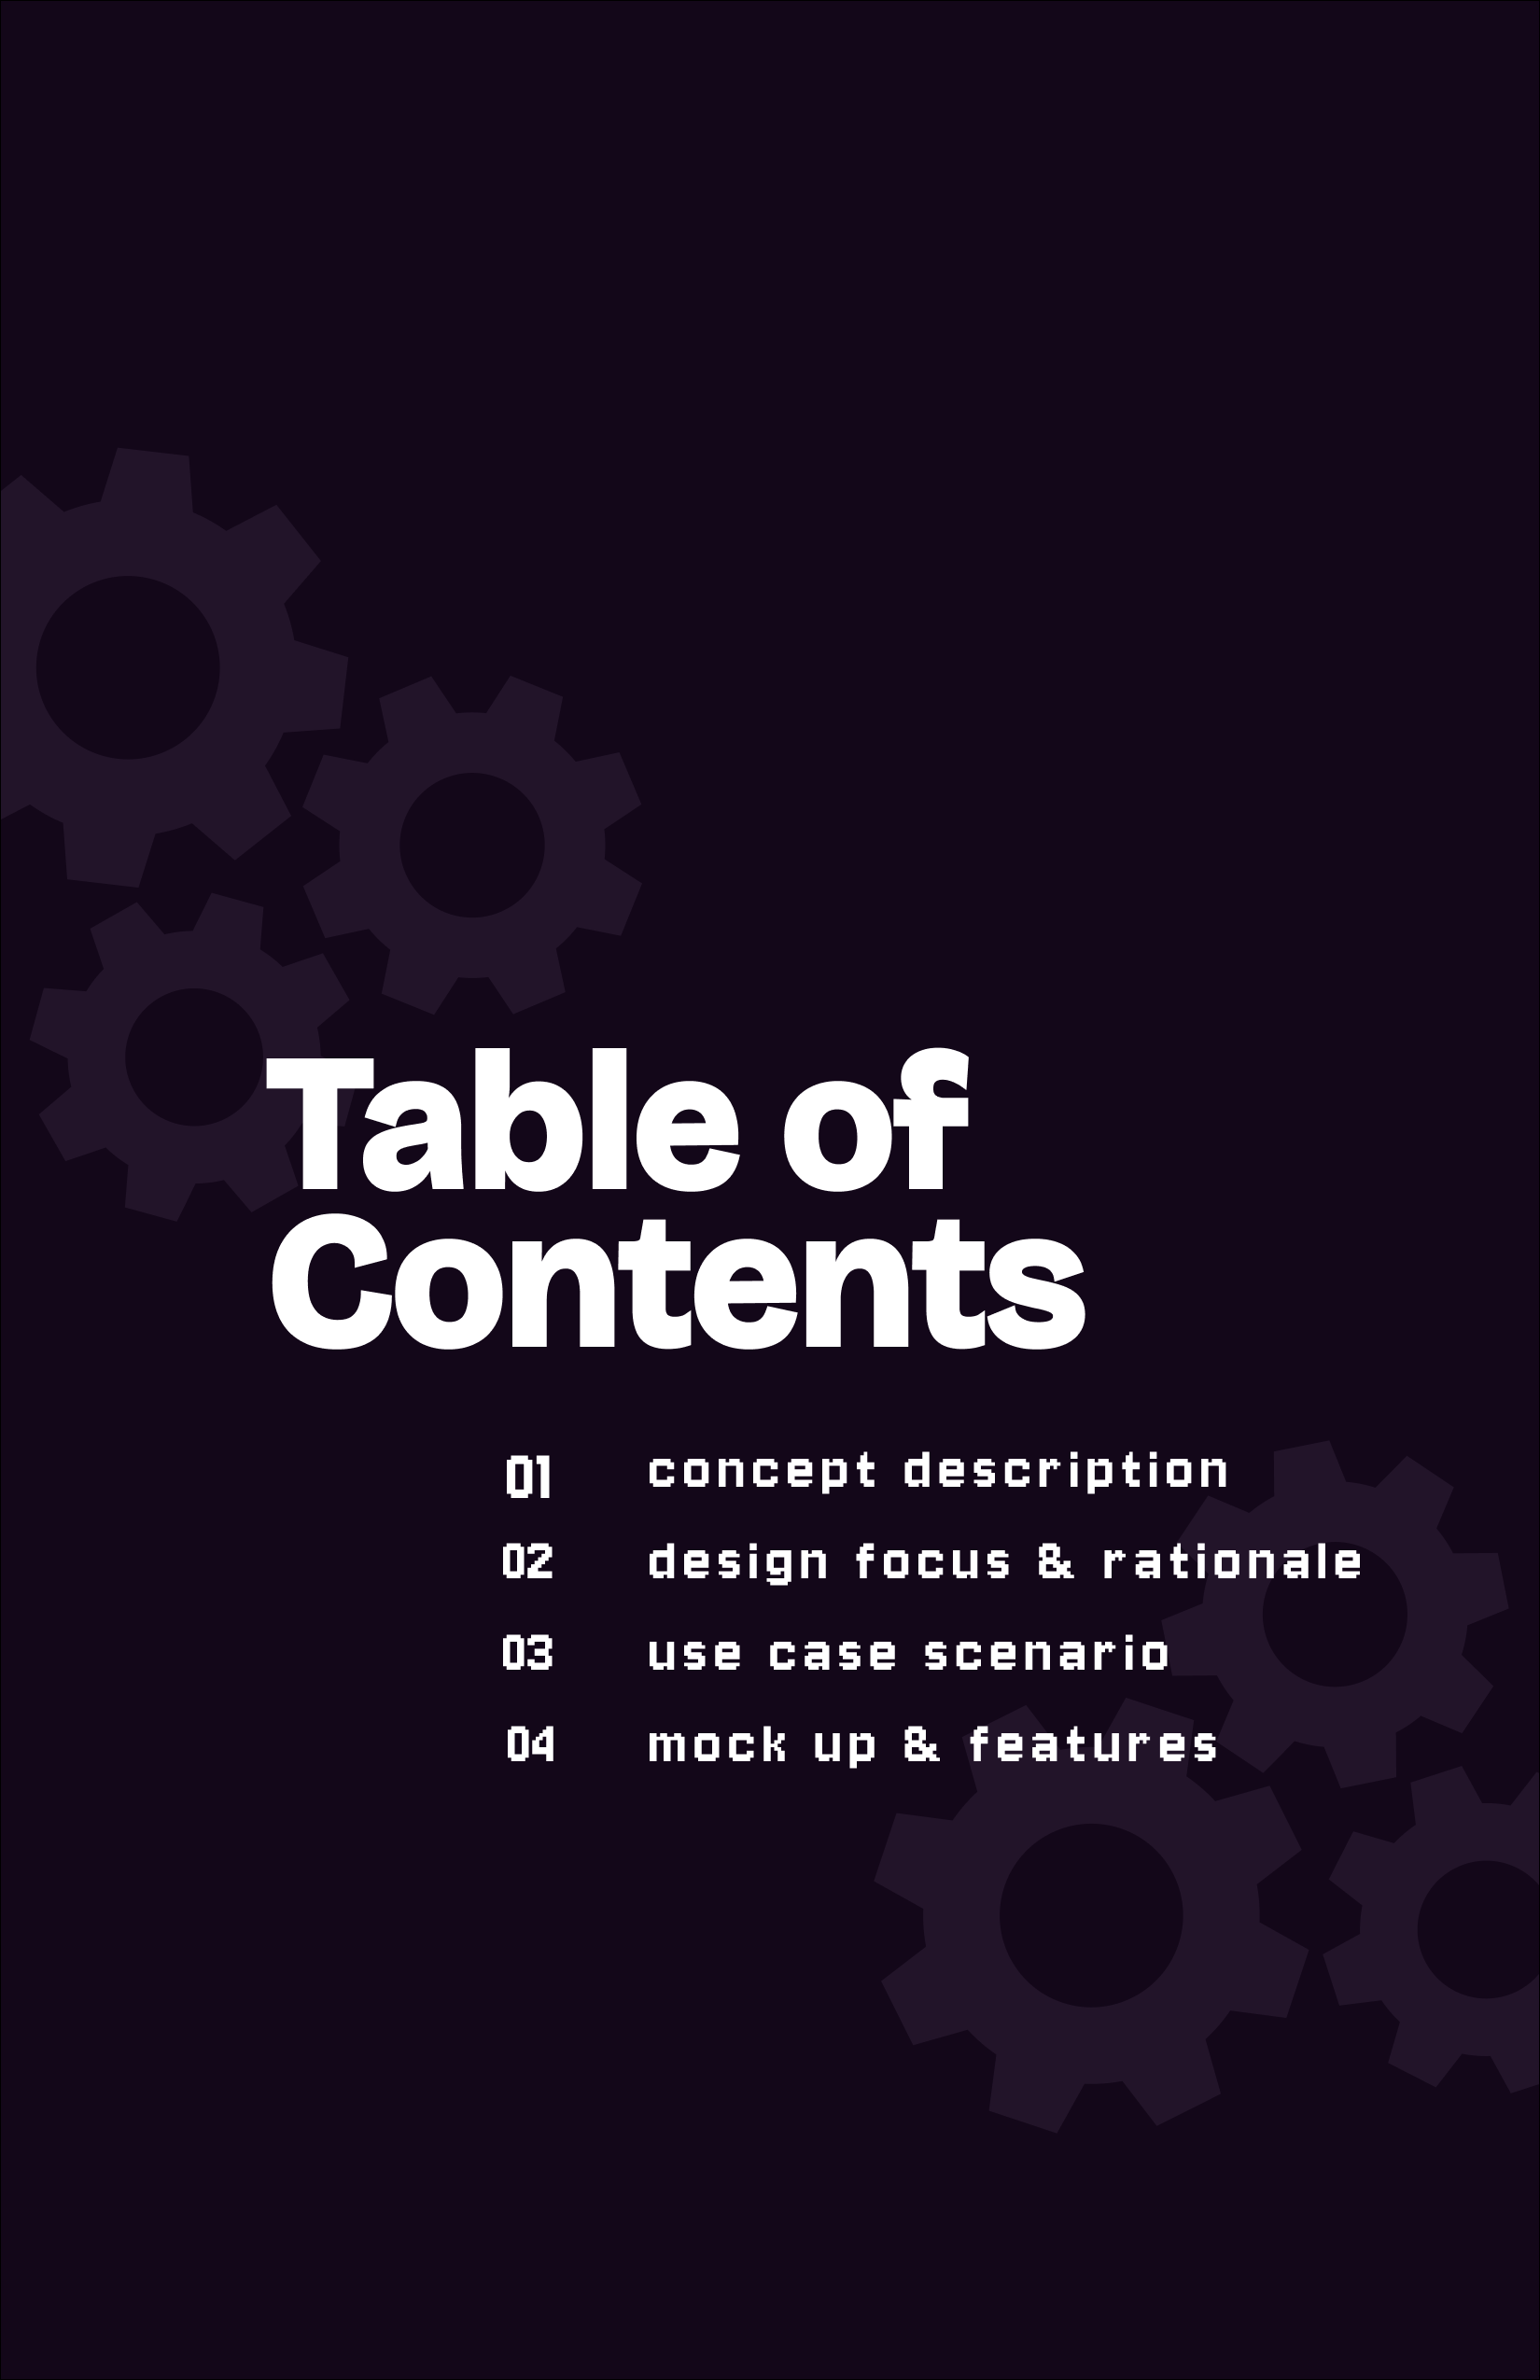 Table of
Contents
01 concept description
02 design focus & rationale
03 use case scenario
04 mock up & features